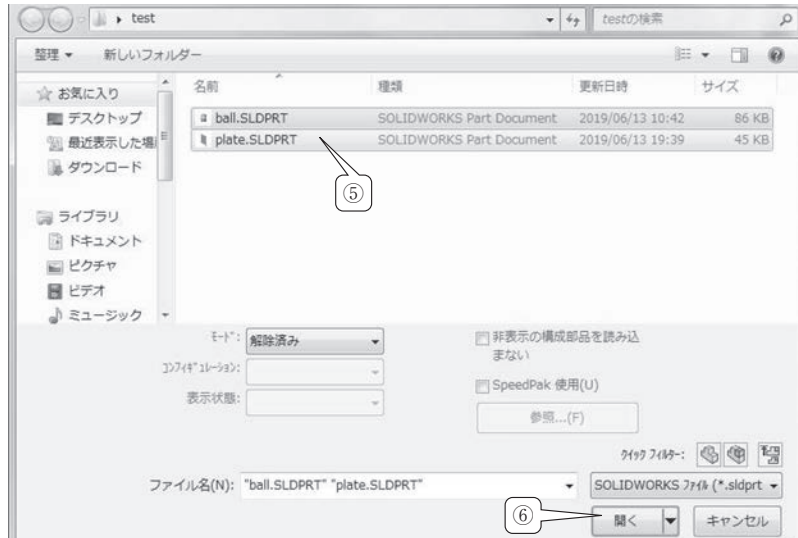 test
testの検索
整理
新しいフォルダー
お気に入り
デスクトップ
最近表示した場
ダウンロード
ライブラリ
ドキュメント
ピクチャ
ビデオ
ミュージック
名前 種類 更新日時 サイズ
ball.SLDPRT SOLIDWORKS Part Document 2019/06/13 10:42 86 KB
plate.SLDPRT SOLIDWORKS Part Document 2019/06/13 19:39 45 KB
⑤
ﾓｰﾄﾞ: 解除済み
ｺﾝﾌｨｷﾞｭﾚｰｼｮﾝ:
表示状態:
非表示の構成部品を読み込
まない
SpeedPak 使用(U)
参照...(F)
ｸｲｯｸ ﾌｨﾙﾀｰ:
ファイル名(N): "ball.SLDPRT" "plate.SLDPRT"
SOLIDWORKS ﾌｧｲﾙ (*.sldprt
⑥
開く
キャンセル